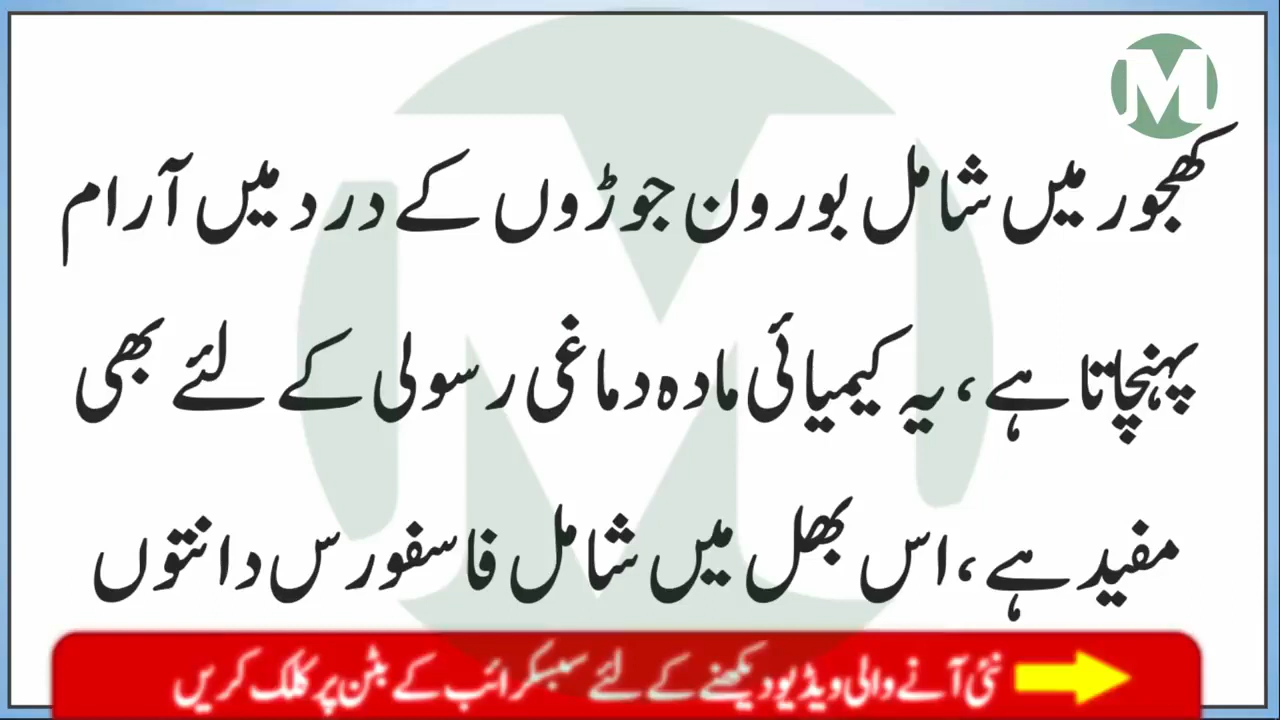 M
کھجور میں شامل بورون جوڑوں کے درد میں آرام
پہنچاتا ہے، یہ کیمیائی مادہ دماغی رسولی کے لئے بھی
مفید ہے، اس بھل میں شامل فاسفورس دانتوں
نئی آنے والی ویڈیو دیکھنے کے لئے سبسکرائب کے بٹن پر کلک کریں